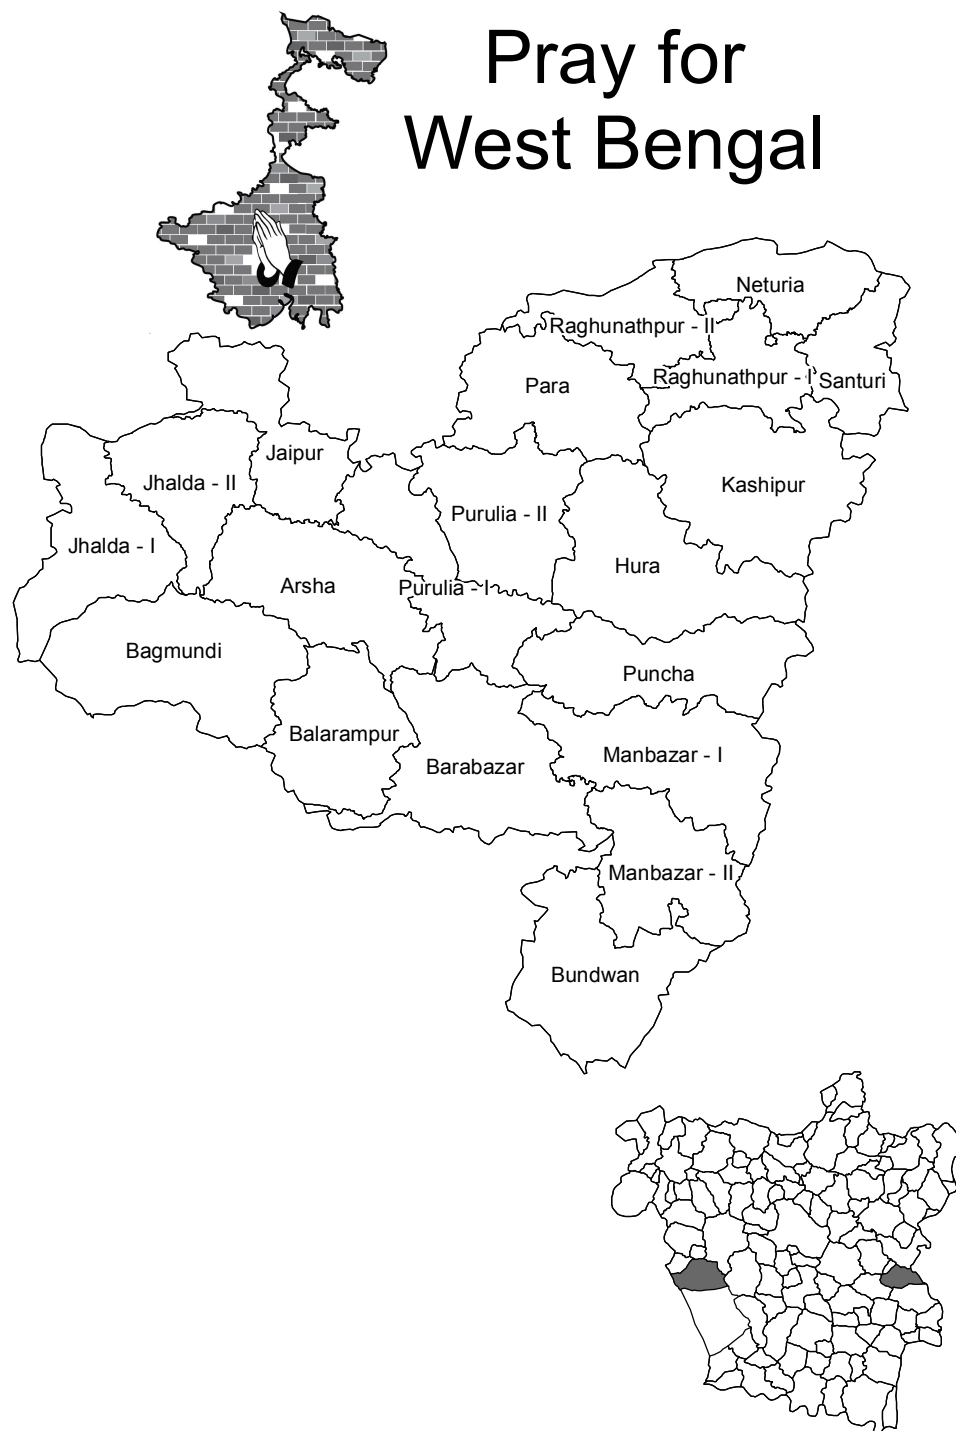 Pray for
West Bengal
Neturia
Raghunathpur - II
Raghunathpur - I
Santuri
Para
Jaipur
Jhalda - II
Kashipur
Purulia - II
Jhalda - I
Hura
Arsha
Purulia - I
Bagmundi
Puncha
Balarampur
Manbazar - I
Barabazar
Manbazar - II
Bundwan